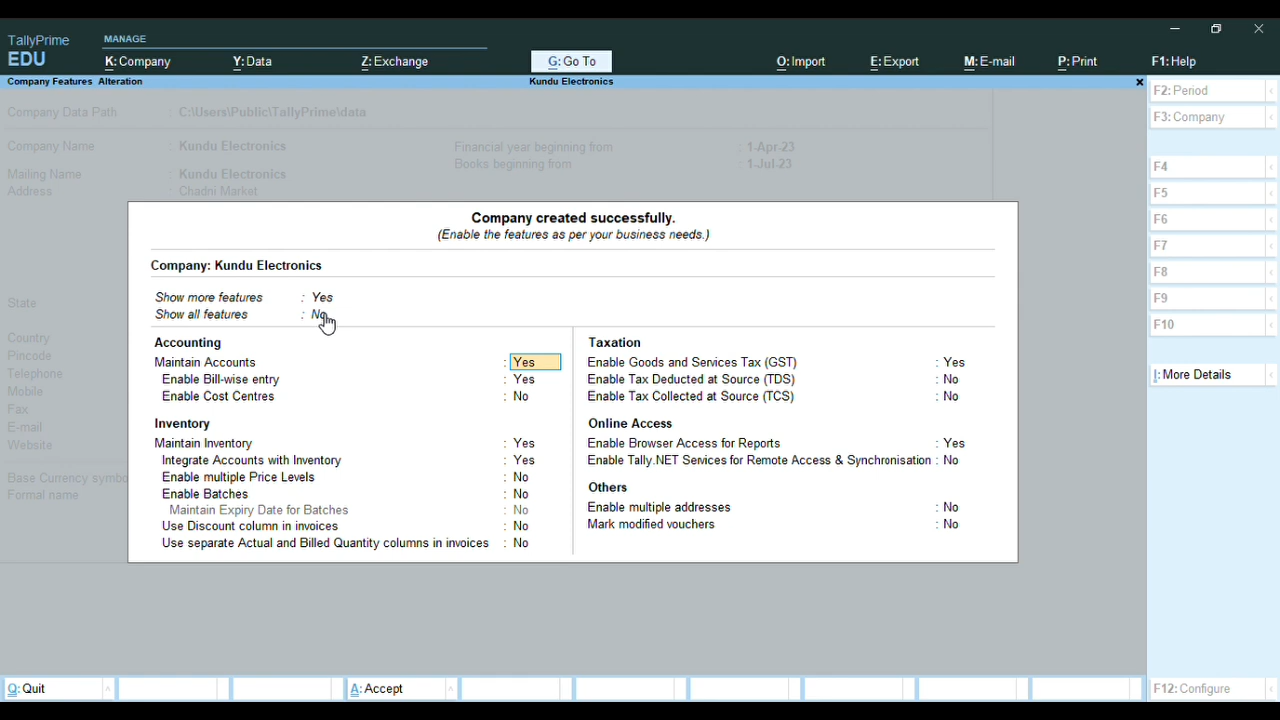 TallyPrime
EDU
MANAGE
K: Company
Y: Data
Z: Exchange
G: Go To
O: Import
E: Export
M: E-mail
P: Print
F1: Help
Company Features Alteration
Kundu Electronics
Company Data Path : C:\Users\Public\TallyPrime\data
Company Name : Kundu Electronics
Financial year beginning from : 1-Apr-23
Books beginning from : 1-Jul-23
Mailing Name : Kundu Electronics
Address : Chadni Market
State
Country
Pincode
Telephone
Mobile
Fax
E-mail
Website
Base Currency symbo
Formal name
Company created successfully.
(Enable the features as per your business needs.)
Company: Kundu Electronics
Show more features : Yes
Show all features : No
Accounting
Maintain Accounts : Yes
Enable Bill-wise entry : Yes
Enable Cost Centres : No
Inventory
Maintain Inventory : Yes
Integrate Accounts with Inventory : Yes
Enable multiple Price Levels : No
Enable Batches : No
Maintain Expiry Date for Batches : No
Use Discount column in invoices : No
Use separate Actual and Billed Quantity columns in invoices : No
Taxation
Enable Goods and Services Tax (GST) : Yes
Enable Tax Deducted at Source (TDS) : No
Enable Tax Collected at Source (TCS) : No
Online Access
Enable Browser Access for Reports : Yes
Enable Tally.NET Services for Remote Access & Synchronisation : No
Others
Enable multiple addresses : No
Mark modified vouchers : No
F2: Period
F3: Company
F4
F5
F6
F7
F8
F9
F10
I: More Details
F12: Configure
Q: Quit
A: Accept